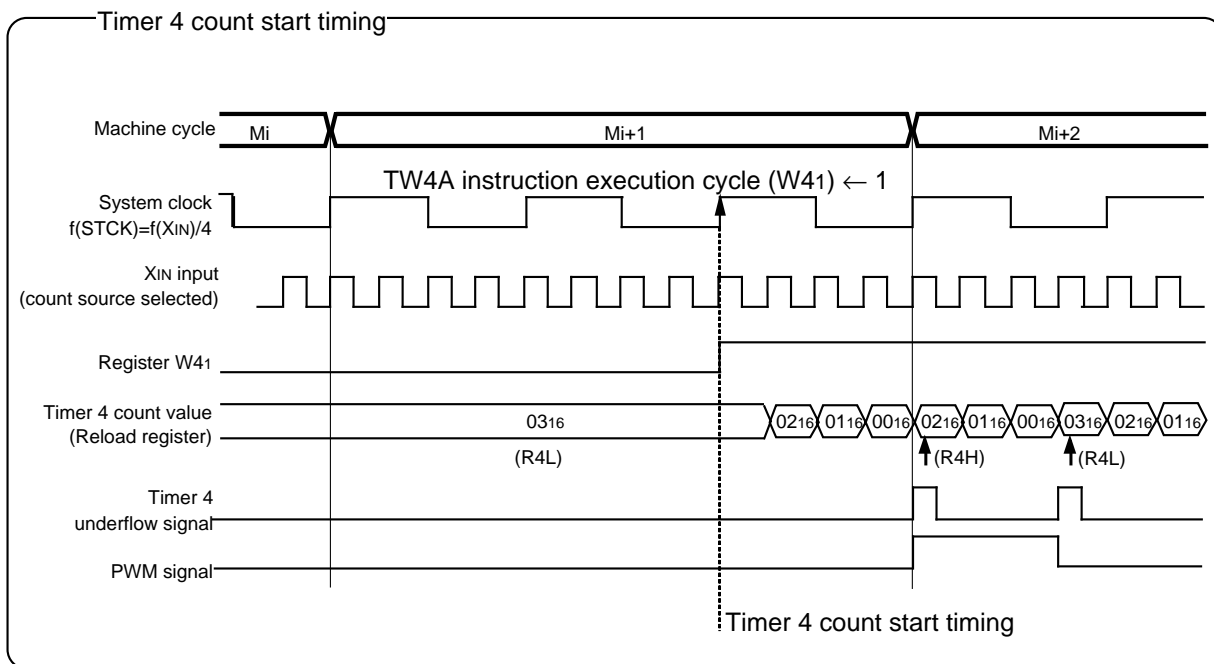 Timer 4 count start timing
Machine cycle Mi Mi+1 Mi+2
TW4A instruction execution cycle (W41) ← 1
System clock
f(STCK)=f(XIN)/4
XIN input
(count source selected)
Register W41
Timer 4 count value
(Reload register)
0316 0216 0116 0016 0216 0116 0016 0316 0216 0116
(R4L) (R4H) (R4L)
Timer 4
underflow signal
PWM signal
Timer 4 count start timing